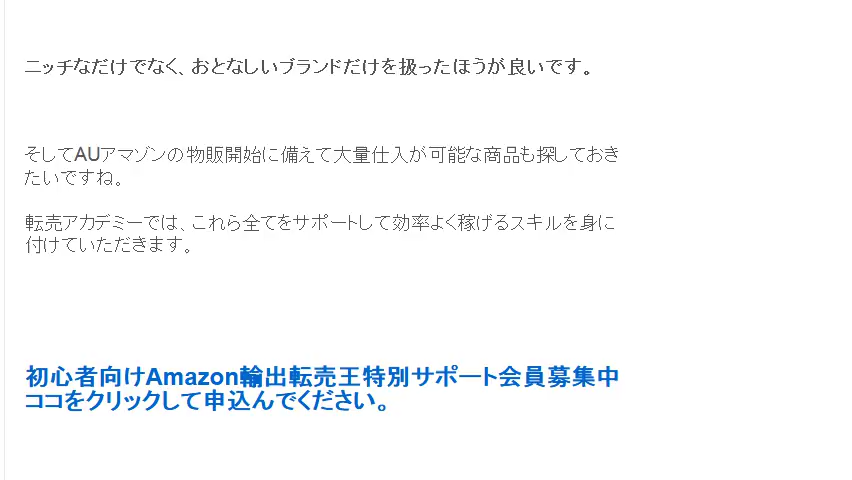 ニッチなだけでなく、おとなしいブランドだけを扱ったほうが良いです。
そしてAUアマゾンの物販開始に備えて大量仕入が可能な商品も探しておき
たいですね。
転売アカデミーでは、これら全てをサポートして効率よく稼げるスキルを身に
付けていただきます。
初心者向けAmazon輸出転売王特別サポート会員募集中
ココをクリックして申込んでください。